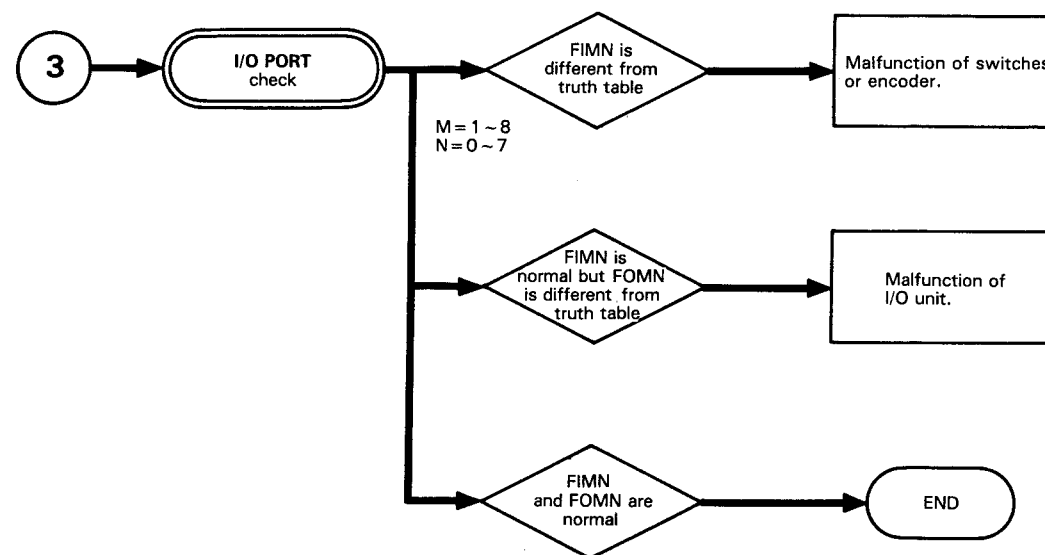 3
I/O PORT
check
FIMN is
different from
truth table
Malfunction of switches
or encoder.
M=1~8
N=0~7
FIMN is
normal but FOMN
is different from
truth table
Malfunction of
I/O unit.
FIMN
and FOMN are
normal
END